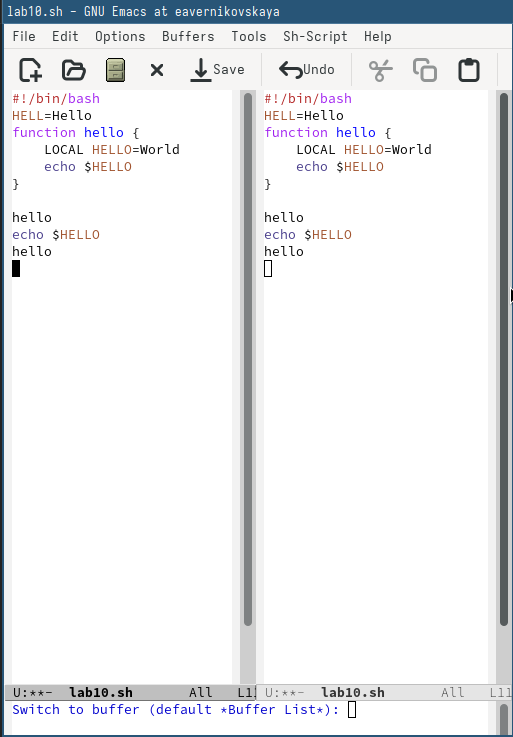 lab10.sh - GNU Emacs at eavernikovskaya
File Edit Options Buffers Tools Sh-Script Help
Save Undo
#!/bin/bash
HELL=Hello
function hello {
    LOCAL HELLO=World
    echo $HELLO
}
hello
echo $HELLO
hello
#!/bin/bash
HELL=Hello
function hello {
    LOCAL HELLO=World
    echo $HELLO
}
hello
echo $HELLO
hello
U:**- lab10.sh All L11
U:**- lab10.sh All L11
Switch to buffer (default *Buffer List*):